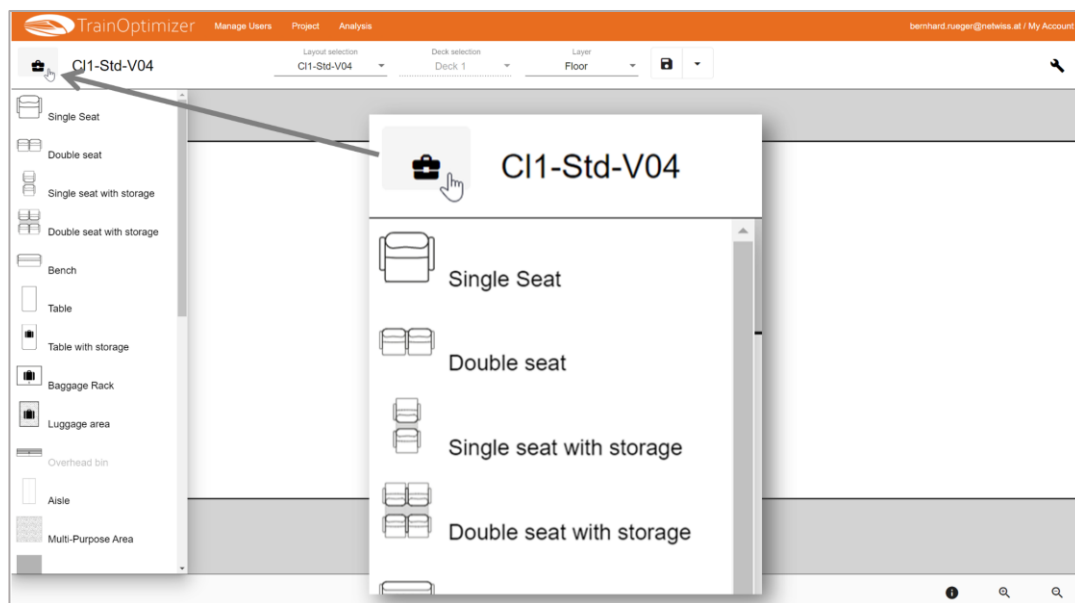 TrainOptimizer Manage Users Project Analysis bernhard.rueger@netwiss.at / My Account
Layout selection Deck selection Layer
Cl1-Std-V04 Cl1-Std-V04 Deck 1 Floor
Single Seat
Double seat
Single seat with storage
Double seat with storage
Bench
Table
Table with storage
Baggage Rack
Luggage area
Overhead bin
Aisle
Multi-Purpose Area
Cl1-Std-V04
Single Seat
Double seat
Single seat with storage
Double seat with storage